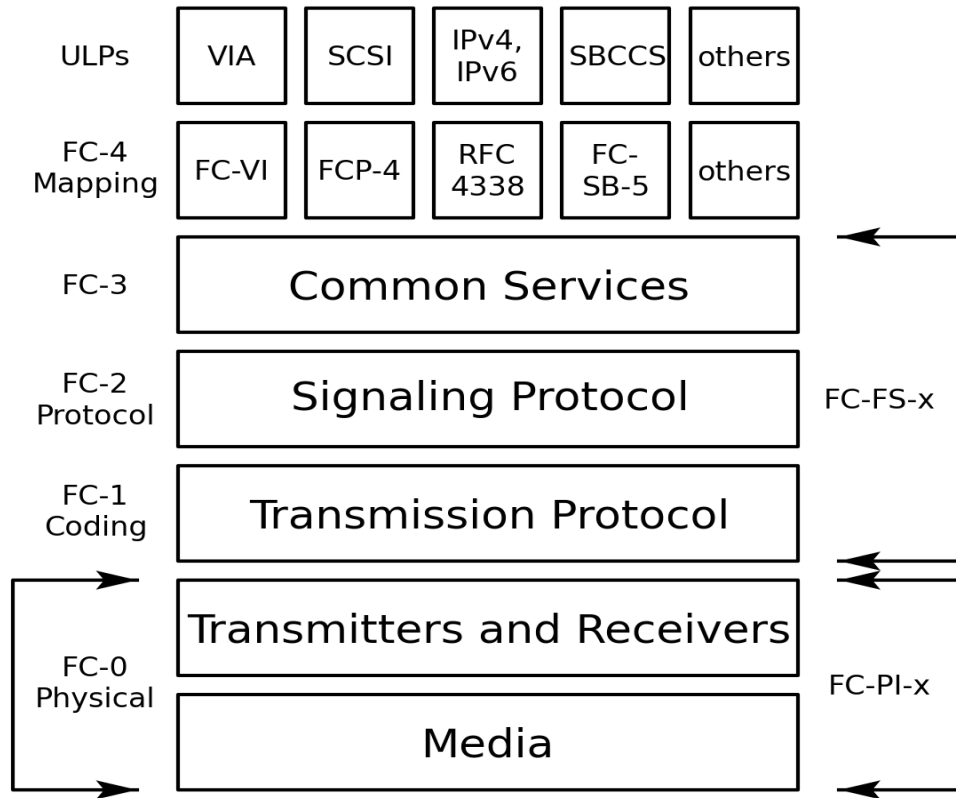 ULPs
VIA
SCSI
IPv4,
IPv6
SBCCS
others
FC-4
Mapping
FC-VI
FCP-4
RFC
4338
FC-
SB-5
others
FC-3
Common Services
FC-2
Protocol
Signaling Protocol
FC-FS-x
FC-1
Coding
Transmission Protocol
Transmitters and Receivers
FC-0
Physical
FC-PI-x
Media